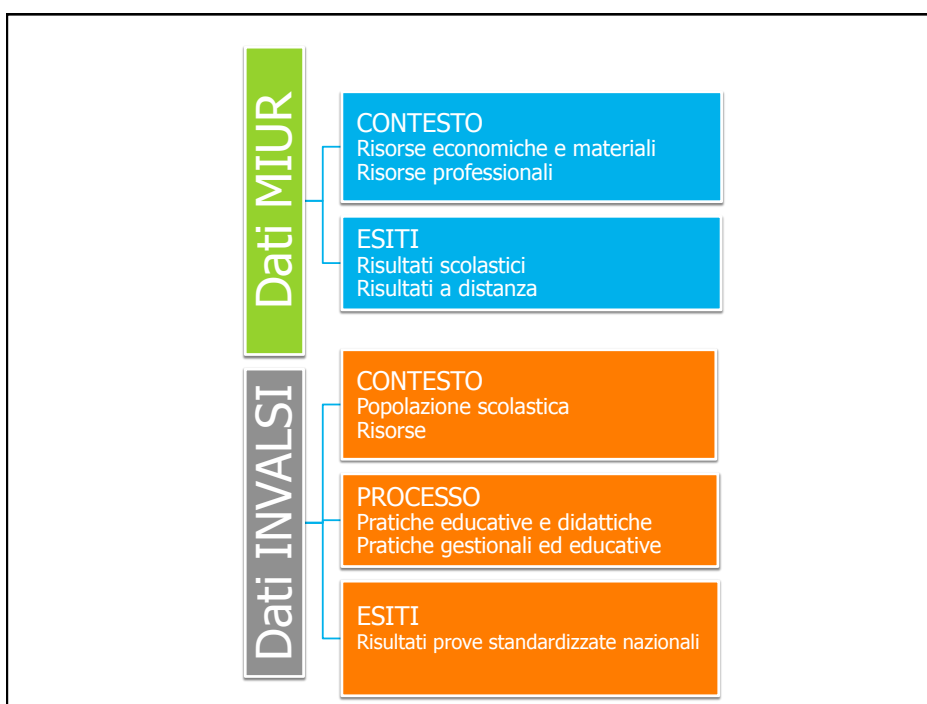 Dati MIUR
CONTESTO
Risorse economiche e materiali
Risorse professionali
ESITI
Risultati scolastici
Risultati a distanza
Dati INVALSI
CONTESTO
Popolazione scolastica
Risorse
PROCESSO
Pratiche educative e didattiche
Pratiche gestionali ed educative
ESITI
Risultati prove standardizzate nazionali